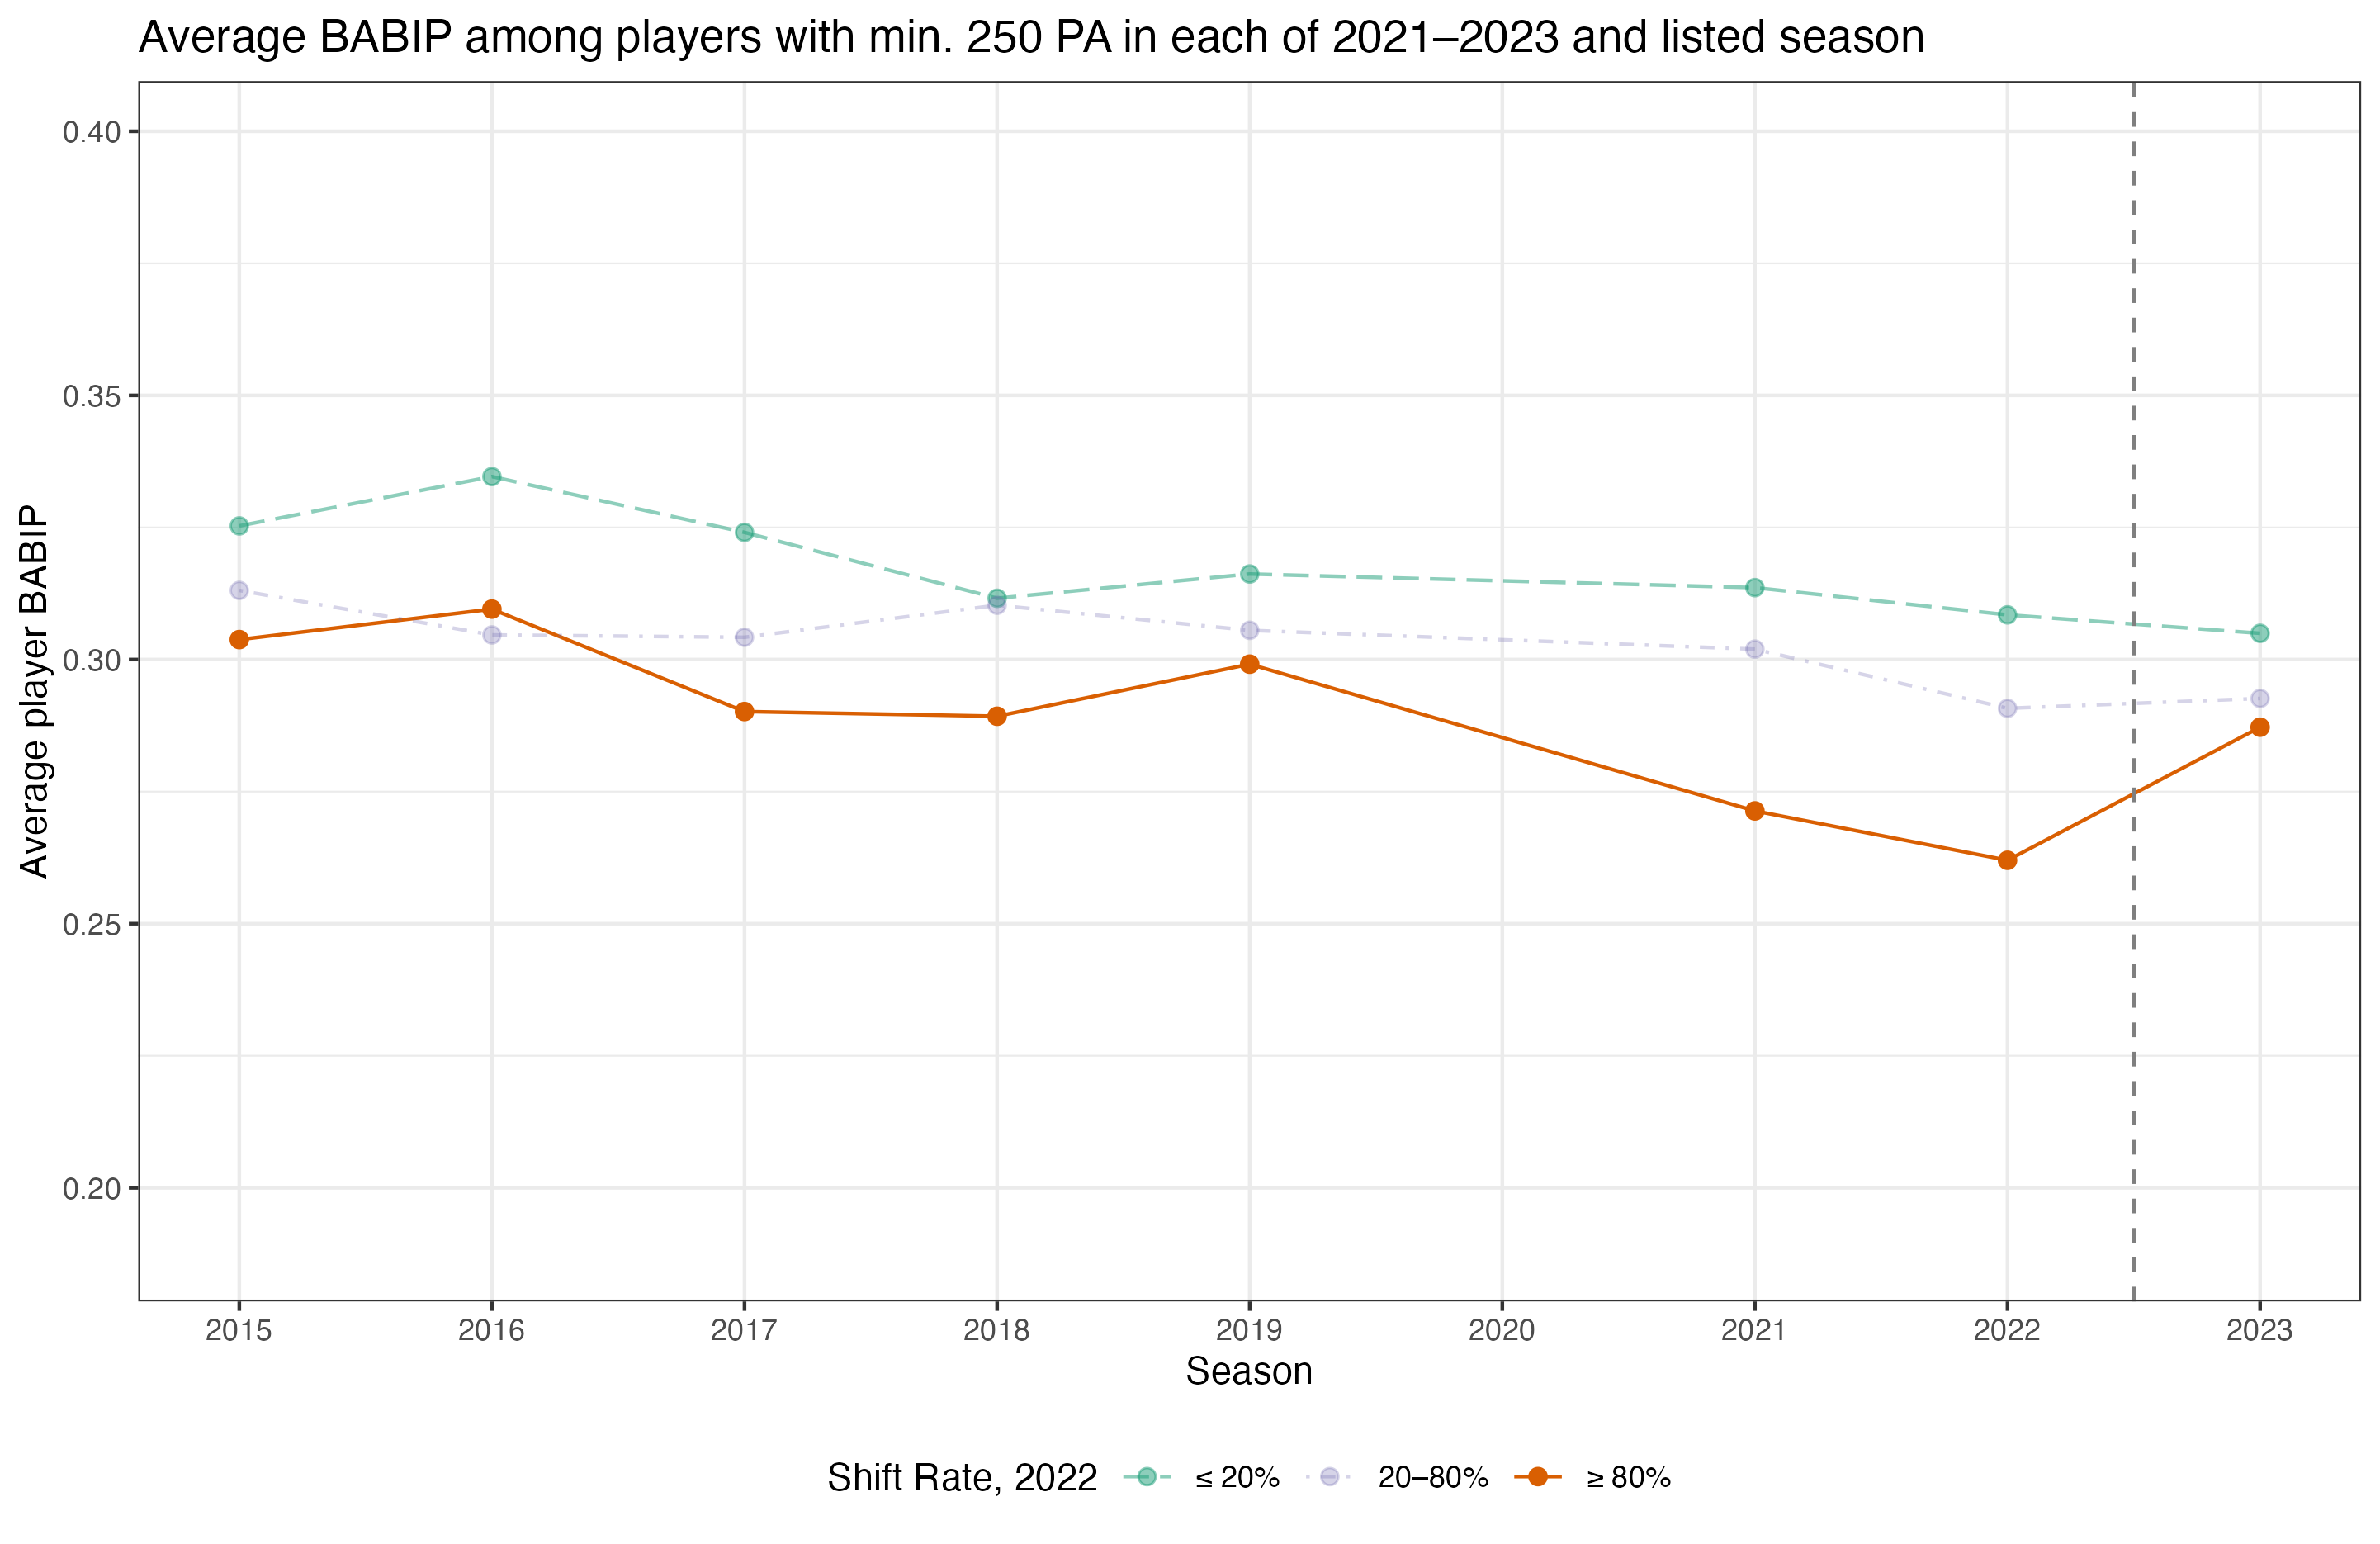 Average BABIP among players with min. 250 PA in each of 2021–2023 and listed season
Average player BABIP
0.40
0.35
0.30
0.25
0.20
2015 2016 2017 2018 2019 2020 2021 2022 2023
Season
Shift Rate, 2022 ≤ 20% 20–80% ≥ 80%